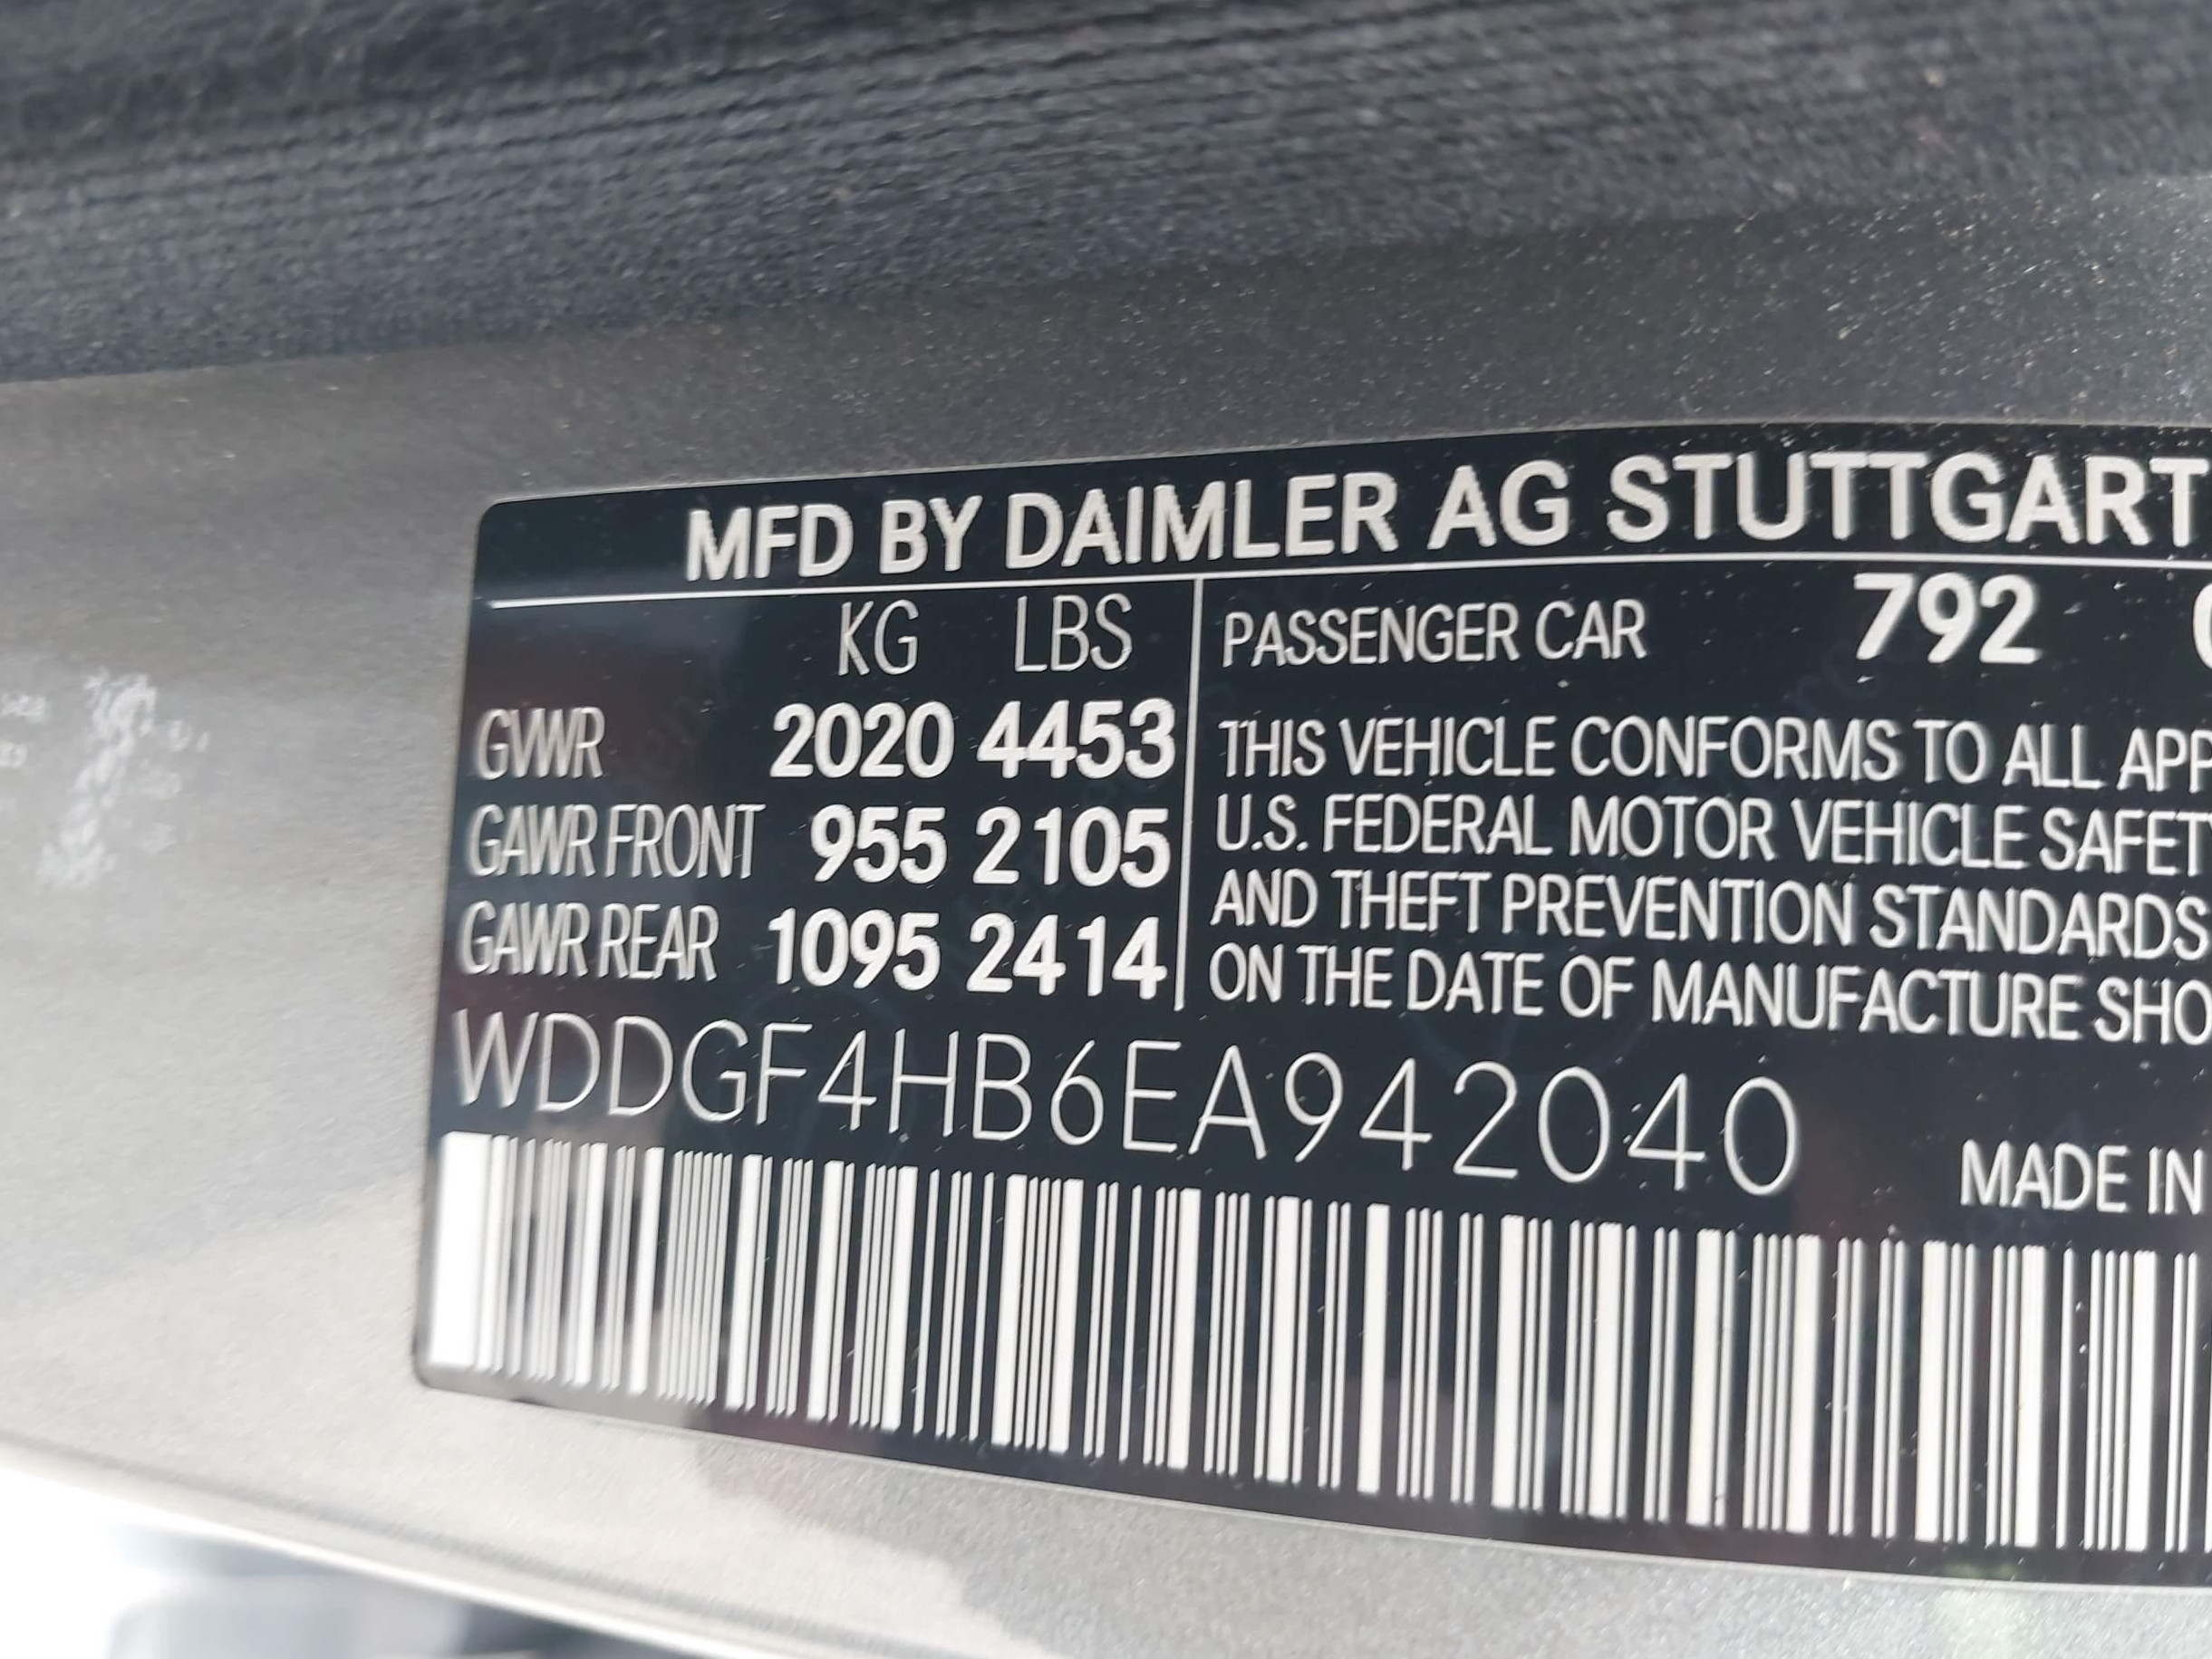 MFD BY DAIMLER AG STUTTGART
KG LBS
PASSENGER CAR 792
GVWR 2020 4453
GAWR FRONT 955 2105
GAWR REAR 1095 2414
THIS VEHICLE CONFORMS TO ALL APP
U.S. FEDERAL MOTOR VEHICLE SAFETY
AND THEFT PREVENTION STANDARDS
ON THE DATE OF MANUFACTURE SHO
WDDGF4HB6EA942040
MADE IN